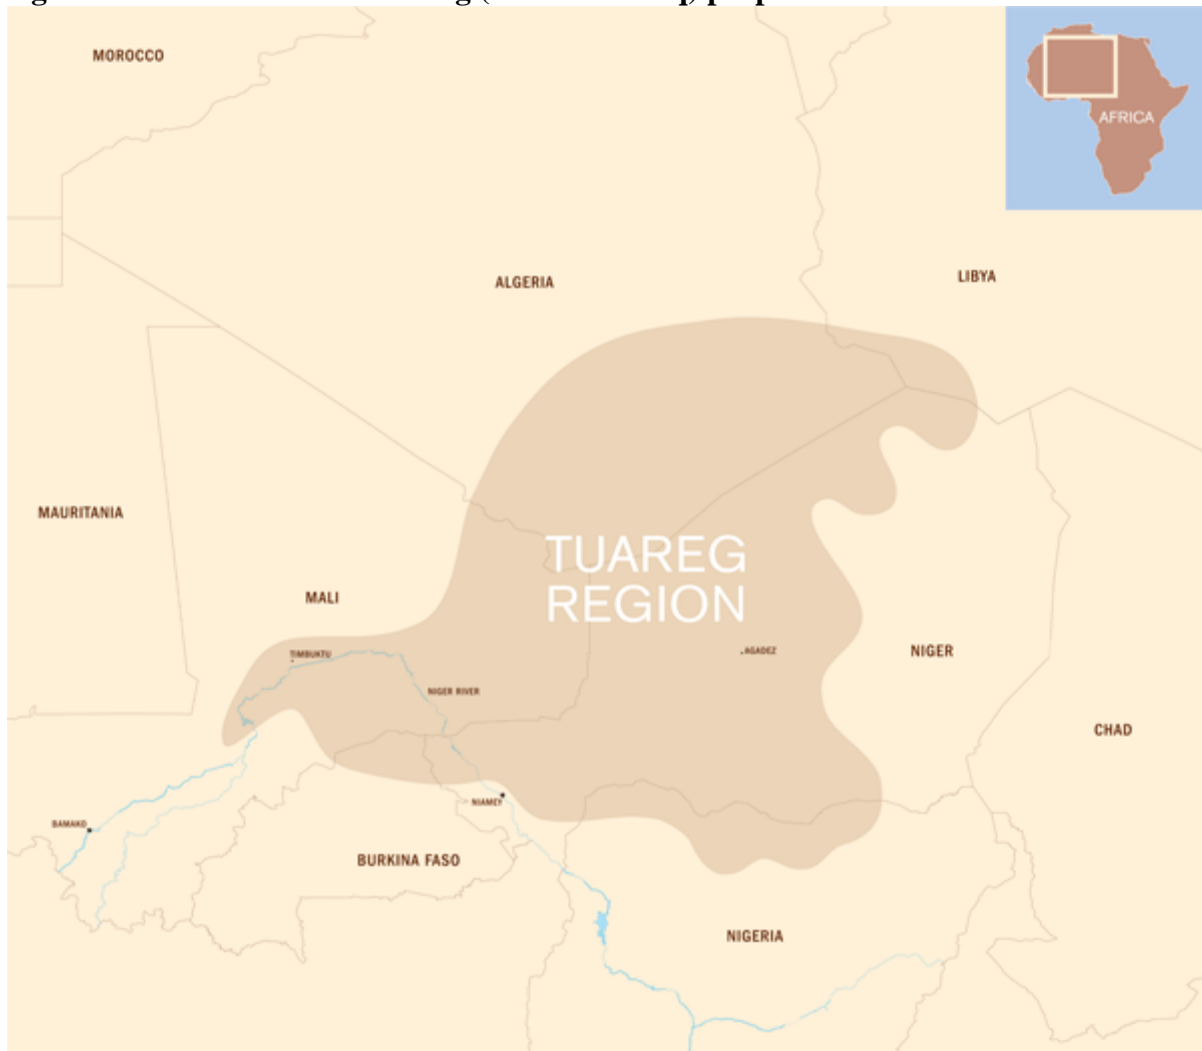 MOROCCO
AFRICA
ALGERIA
LIBYA
MAURITANIA
TUAREG
REGION
MALI
TIMBUKTU
AGADEZ
NIGER
NIGER RIVER
CHAD
NIAMEY
BAMAKO
BURKINA FASO
NIGERIA